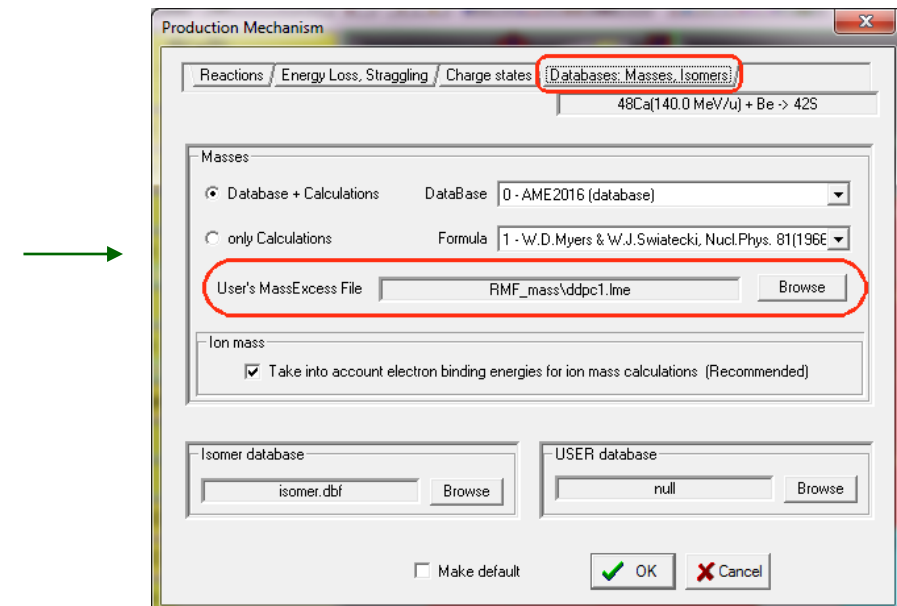 Production Mechanism
Reactions Energy Loss, Straggling Charge states Databases: Masses, Isomers
48Ca(140.0 MeV/u) + Be -> 42S
Masses
Database + Calculations DataBase 0 - AME2016 (database)
only Calculations Formula 1 - W.D.Myers & W.J.Swiatecki, Nucl.Phys. 81(1966
User's MassExcess File RMF_mass\ddpc1.lme Browse
Ion mass
Take into account electron binding energies for ion mass calculations (Recommended)
Isomer database USER database
isomer.dbf Browse null Browse
Make default OK Cancel